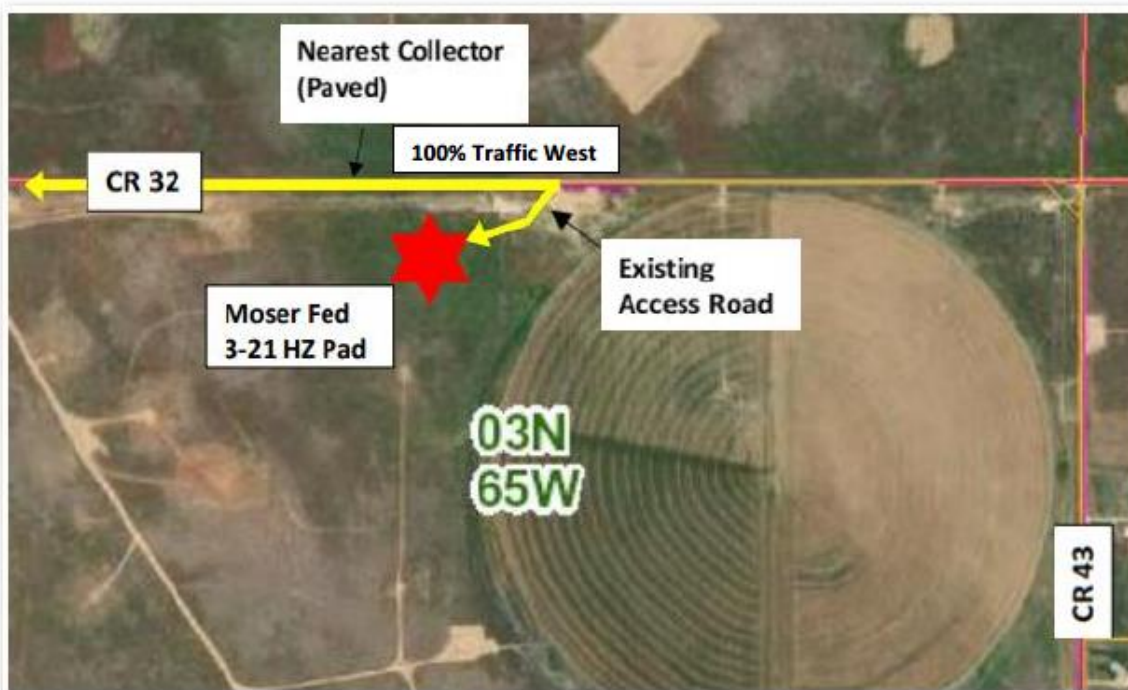 Nearest Collector
(Paved)
100% Traffic West
CR 32
Existing
Access Road
Moser Fed
3-21 HZ Pad
03N
65W
CR 43